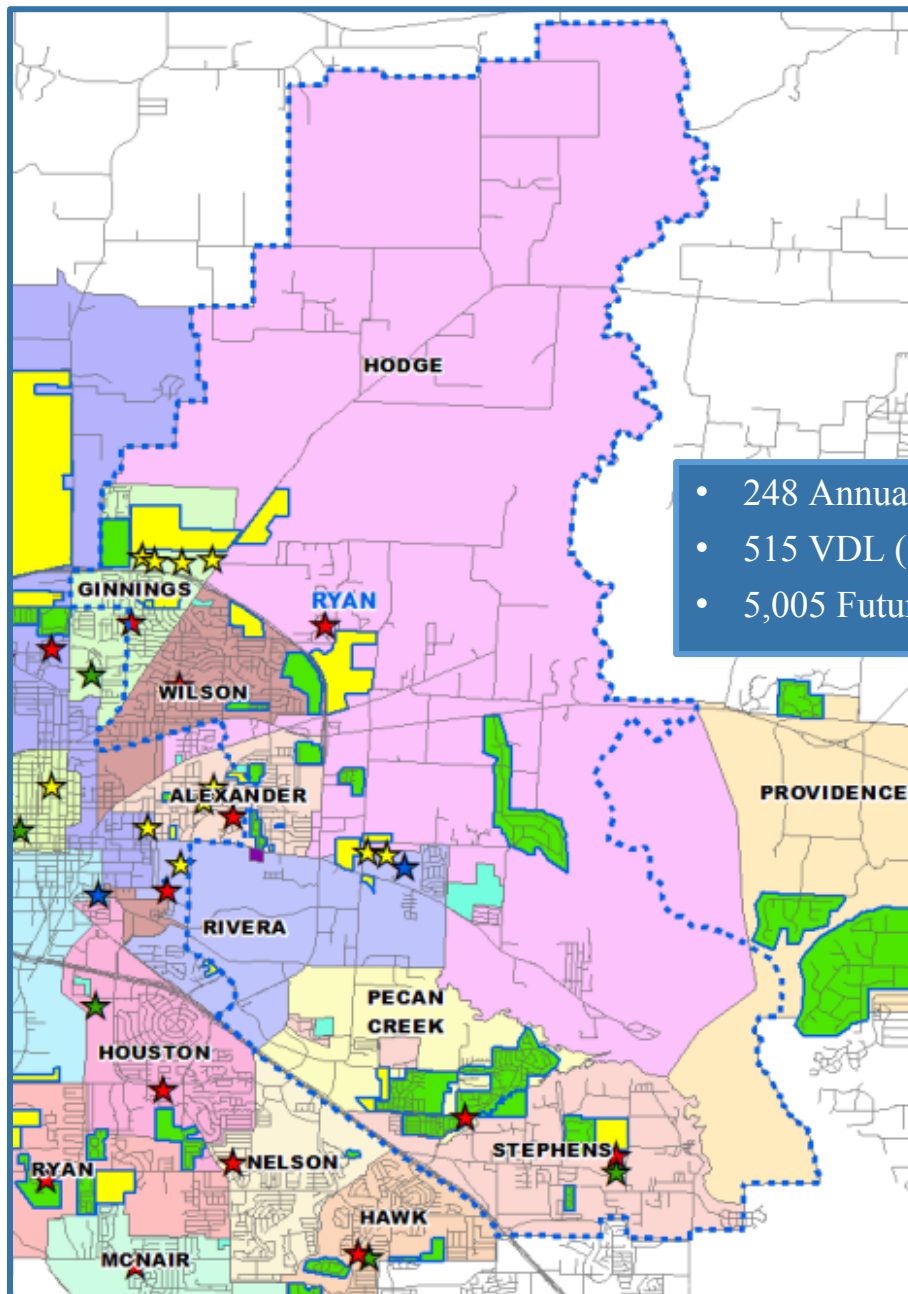 HODGE
• 248 Annua
• 515 VDL (
• 5,005 Futur
GINNINGS
RYAN
WILSON
ALEXANDER
PROVIDENCE
RIVERA
PECAN
CREEK
HOUSTON
STEPHENS
NELSON
RYAN
HAWK
MCNAIR